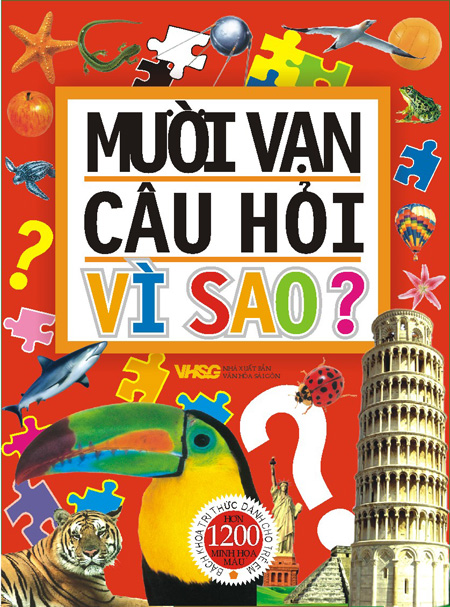 MƯỜI VẠN
CÂU HỎI
VÌ SAO?
VHSG
NHÀ XUẤT BẢN
VĂN HÓA SÀI GÒN
BÁCH KHOA TRI THỨC DÀNH CHO TRẺ EM
HƠN
1200
MINH HỌA
MÀU